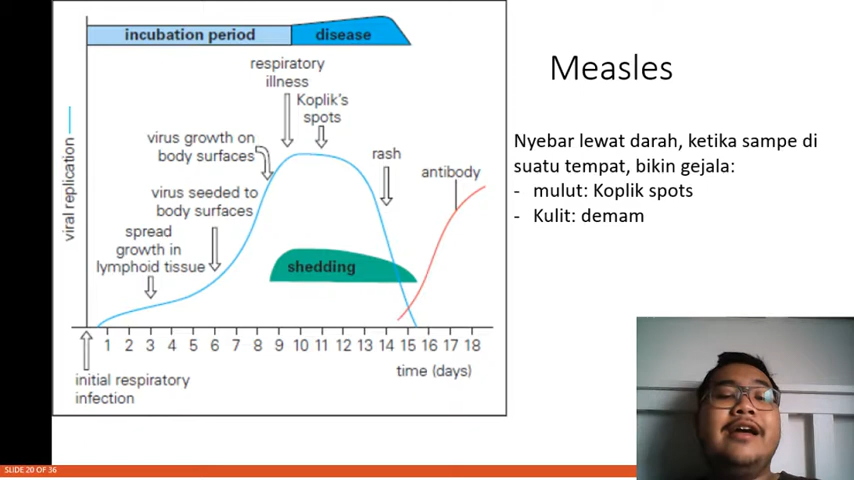 incubation period
disease
respiratory
illness
Koplik's
spots
virus growth on
body surfaces
rash
antibody
virus seeded to
body surfaces
viral replication
spread
growth in
lymphoid tissue
shedding
1 2 3 4 5 6 7 8 9 10 11 12 13 14 15 16 17 18
time (days)
initial respiratory
infection
Measles
Nyebar lewat darah, ketika sampe di
suatu tempat, bikin gejala:
- mulut: Koplik spots
- Kulit: demam
SLIDE 20 OF 36